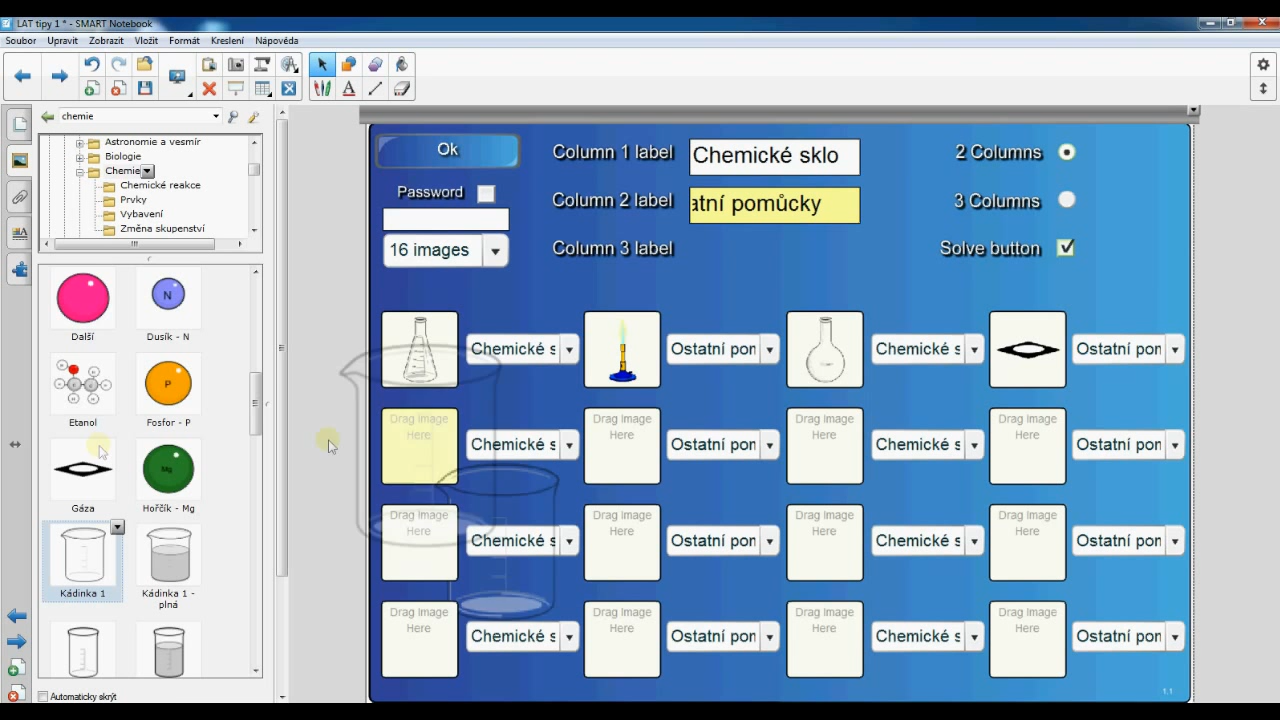 LAT tipy 1 * - SMART Notebook
Soubor Upravit Zobrazit Vložit Formát Kreslení Nápověda
chemie
Astronomie a vesmír
Biologie
Chemie
Chemické reakce
Prvky
Vybavení
Změna skupenství
Další
Dusík - N
N
Etanol
Fosfor - P
P
Gáza
Hořčík - Mg
Mg
Kádinka 1
Kádinka 1 - plná
Automaticky skrýt
Ok
Password
16 images
Column 1 label
Chemické sklo
Column 2 label
atní pomůcky
Column 3 label
2 Columns
3 Columns
Solve button
Chemické s Ostatní pon Chemické s Ostatní pon
Drag Image Here Chemické s Drag Image Here Ostatní pon Drag Image Here Chemické s Drag Image Here Ostatní pon
Drag Image Here Chemické s Drag Image Here Ostatní pon Drag Image Here Chemické s Drag Image Here Ostatní pon
Drag Image Here Chemické s Drag Image Here Ostatní pon Drag Image Here Chemické s Drag Image Here Ostatní pon
1.1